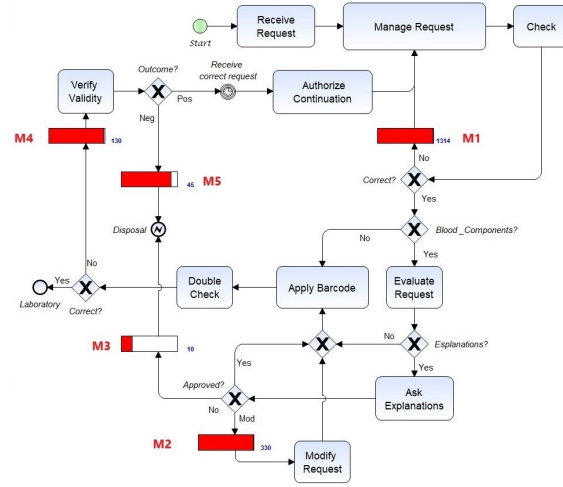 Receive
Request
Manage Request
Check
Start
Outcome?
Receive
correct request
Verify
Validity
Pos
Authorize
Continuation
Neg
M4
130
1314
M1
No
M5
45
Correct?
Yes
Disposal
Blood_Components?
No
Yes
No
Yes
Laboratory
Correct?
Double
Check
Apply Barcode
Evaluate
Request
M3
10
Yes
No
Explanations?
Yes
Approved?
No
Mod
Ask
Explanations
M2
330
Modify
Request